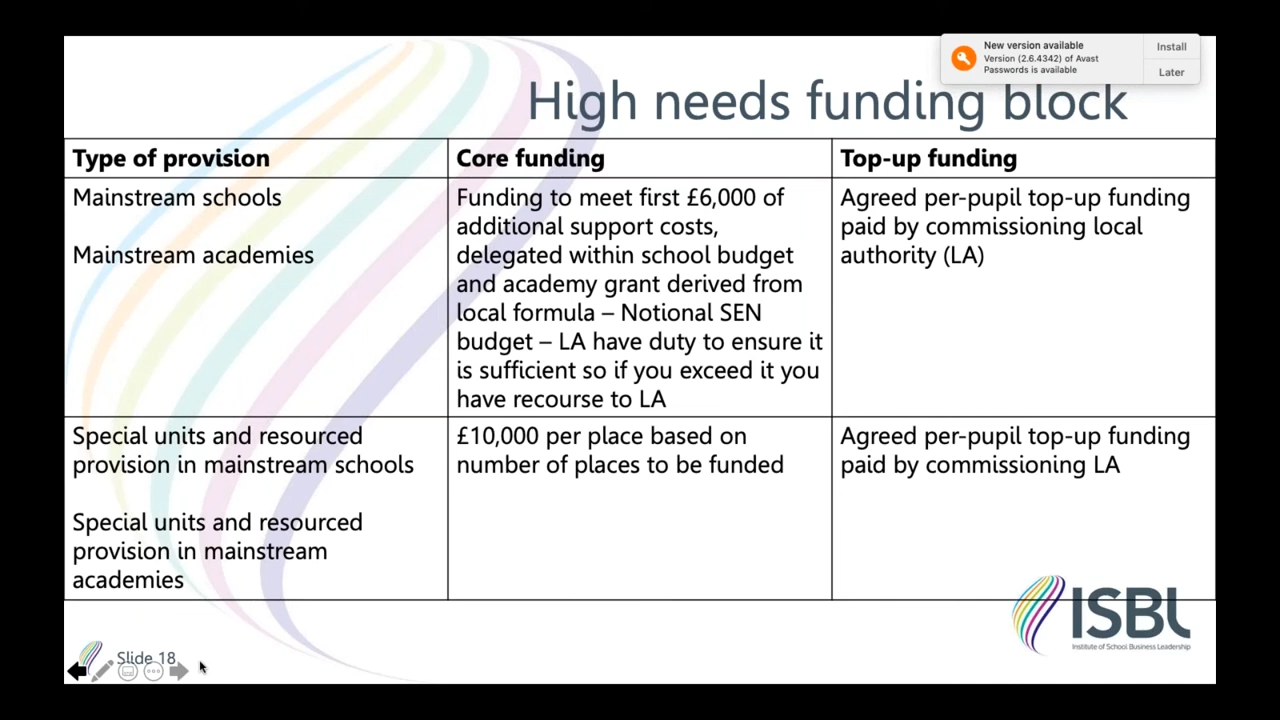 New version available
Version (2.6.4342) of Avast
Passwords is available
Install
Later
High needs funding block
Type of provision
Core funding
Top-up funding
Mainstream schools
Mainstream academies
Funding to meet first £6,000 of
additional support costs,
delegated within school budget
and academy grant derived from
local formula – Notional SEN
budget – LA have duty to ensure it
is sufficient so if you exceed it you
have recourse to LA
Agreed per-pupil top-up funding
paid by commissioning local
authority (LA)
Special units and resourced
provision in mainstream schools
Special units and resourced
provision in mainstream
academies
£10,000 per place based on
number of places to be funded
Agreed per-pupil top-up funding
paid by commissioning LA
ISBL
Institute of School Business Leadership
Slide 18